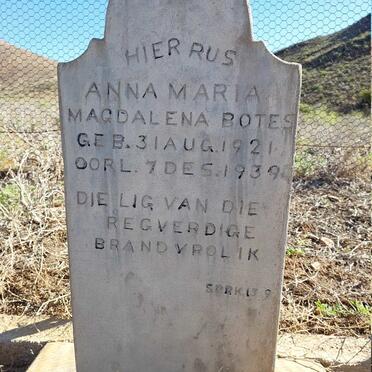 HIER RUS
ANNA MARIA
MAGDALENA BOTES
GEB. 31 AUG. 1921
OORL. 7 DES. 1939
DIE LIG VAN DIE
REGVERDIGE
BRAND VROLIK
SPRK. 13.9